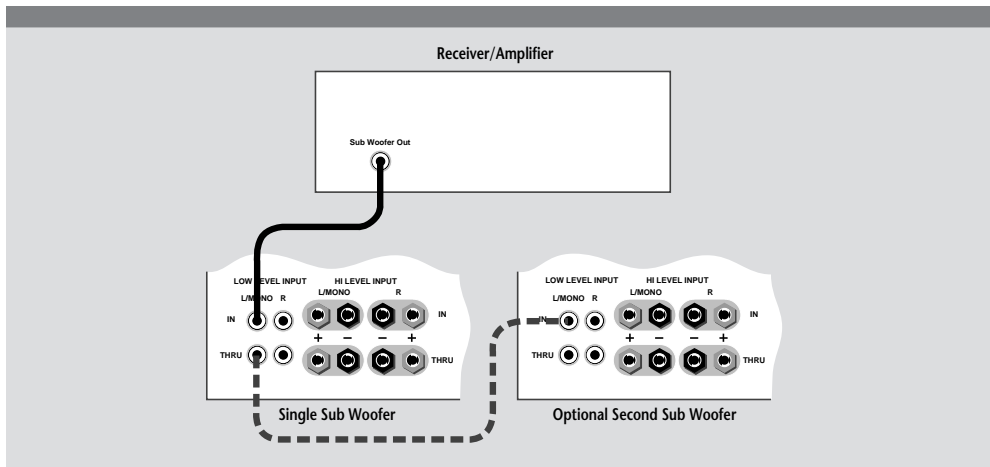 Receiver/Amplifier
Sub Woofer Out
LOW LEVEL INPUT HI LEVEL INPUT
L/MONO R L/MONO R
IN IN
+ − − +
THRU THRU
Single Sub Woofer
LOW LEVEL INPUT HI LEVEL INPUT
L/MONO R L/MONO R
IN IN
+ − − +
THRU THRU
Optional Second Sub Woofer